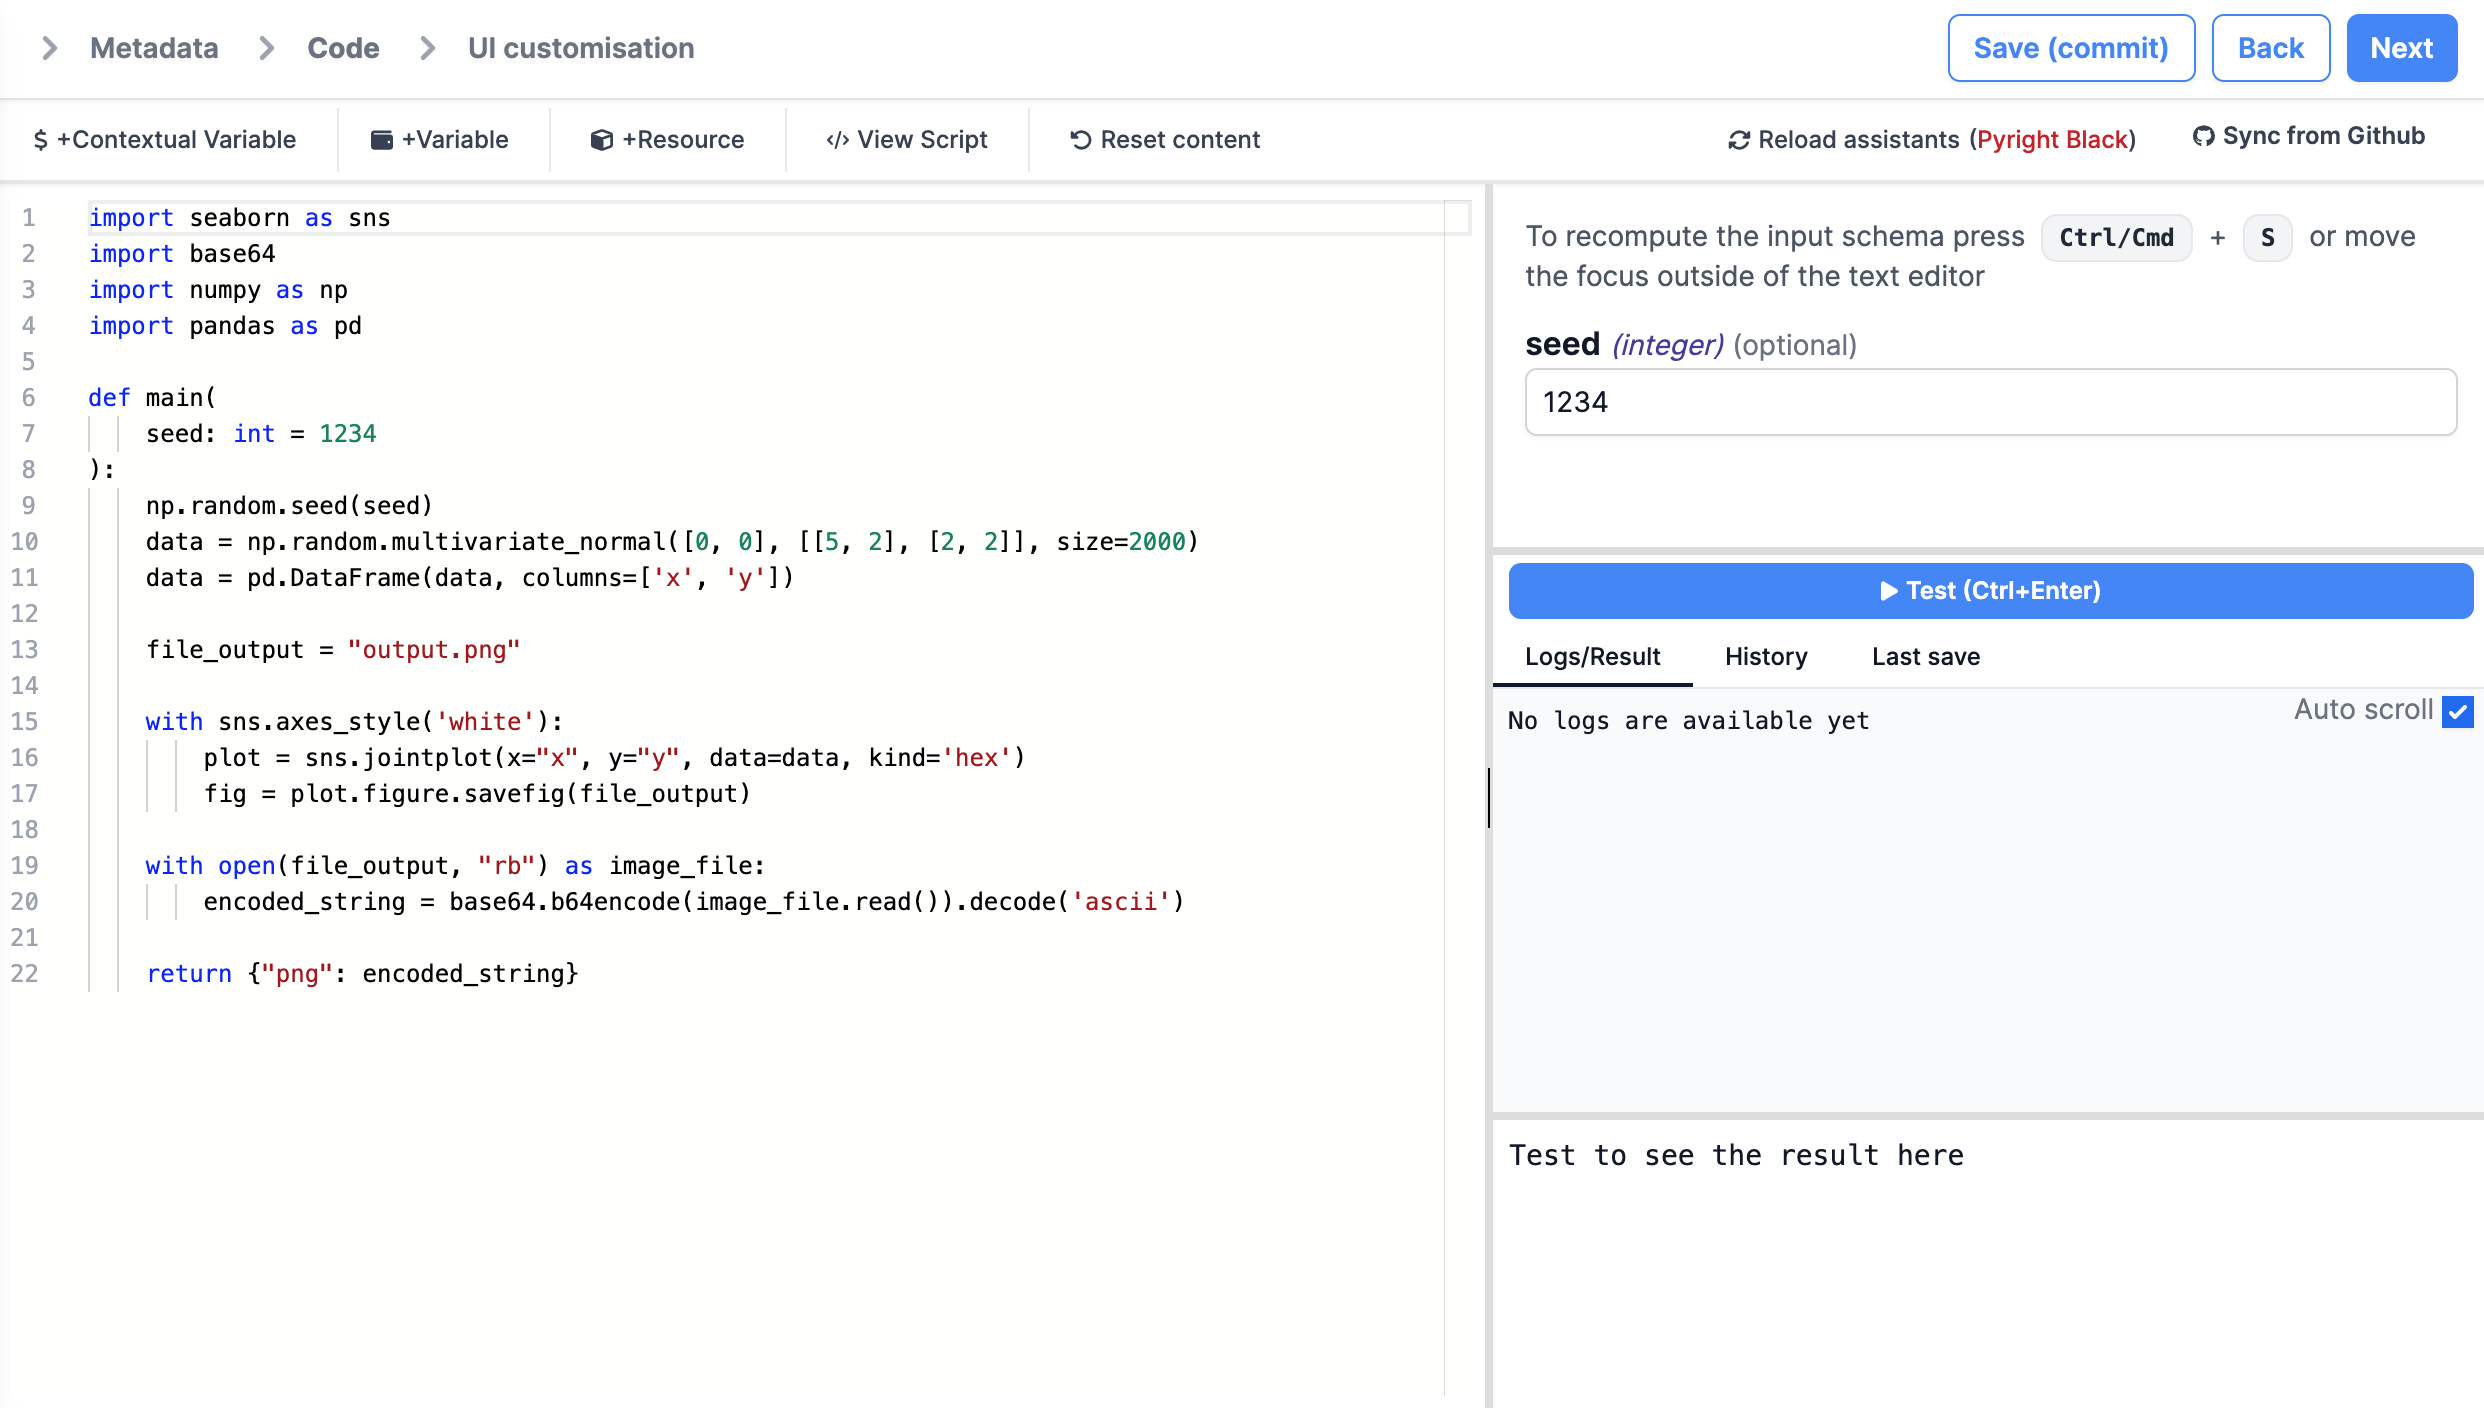 Metadata
Code
UI customisation
Save (commit)
Back
Next
$ +Contextual Variable
+Variable
+Resource
</> View Script
Reset content
Reload assistants (Pyright Black)
Sync from Github
1 import seaborn as sns
2 import base64
3 import numpy as np
4 import pandas as pd
5
6 def main(
7     seed: int = 1234
8 ):
9     np.random.seed(seed)
10     data = np.random.multivariate_normal([0, 0], [[5, 2], [2, 2]], size=2000)
11     data = pd.DataFrame(data, columns=['x', 'y'])
12
13     file_output = "output.png"
14
15     with sns.axes_style('white'):
16         plot = sns.jointplot(x="x", y="y", data=data, kind='hex')
17         fig = plot.figure.savefig(file_output)
18
19     with open(file_output, "rb") as image_file:
20         encoded_string = base64.b64encode(image_file.read()).decode('ascii')
21
22     return {"png": encoded_string}
To recompute the input schema press Ctrl/Cmd + S or move
the focus outside of the text editor
seed (integer) (optional)
1234
Test (Ctrl+Enter)
Logs/Result
History
Last save
Auto scroll
No logs are available yet
Test to see the result here